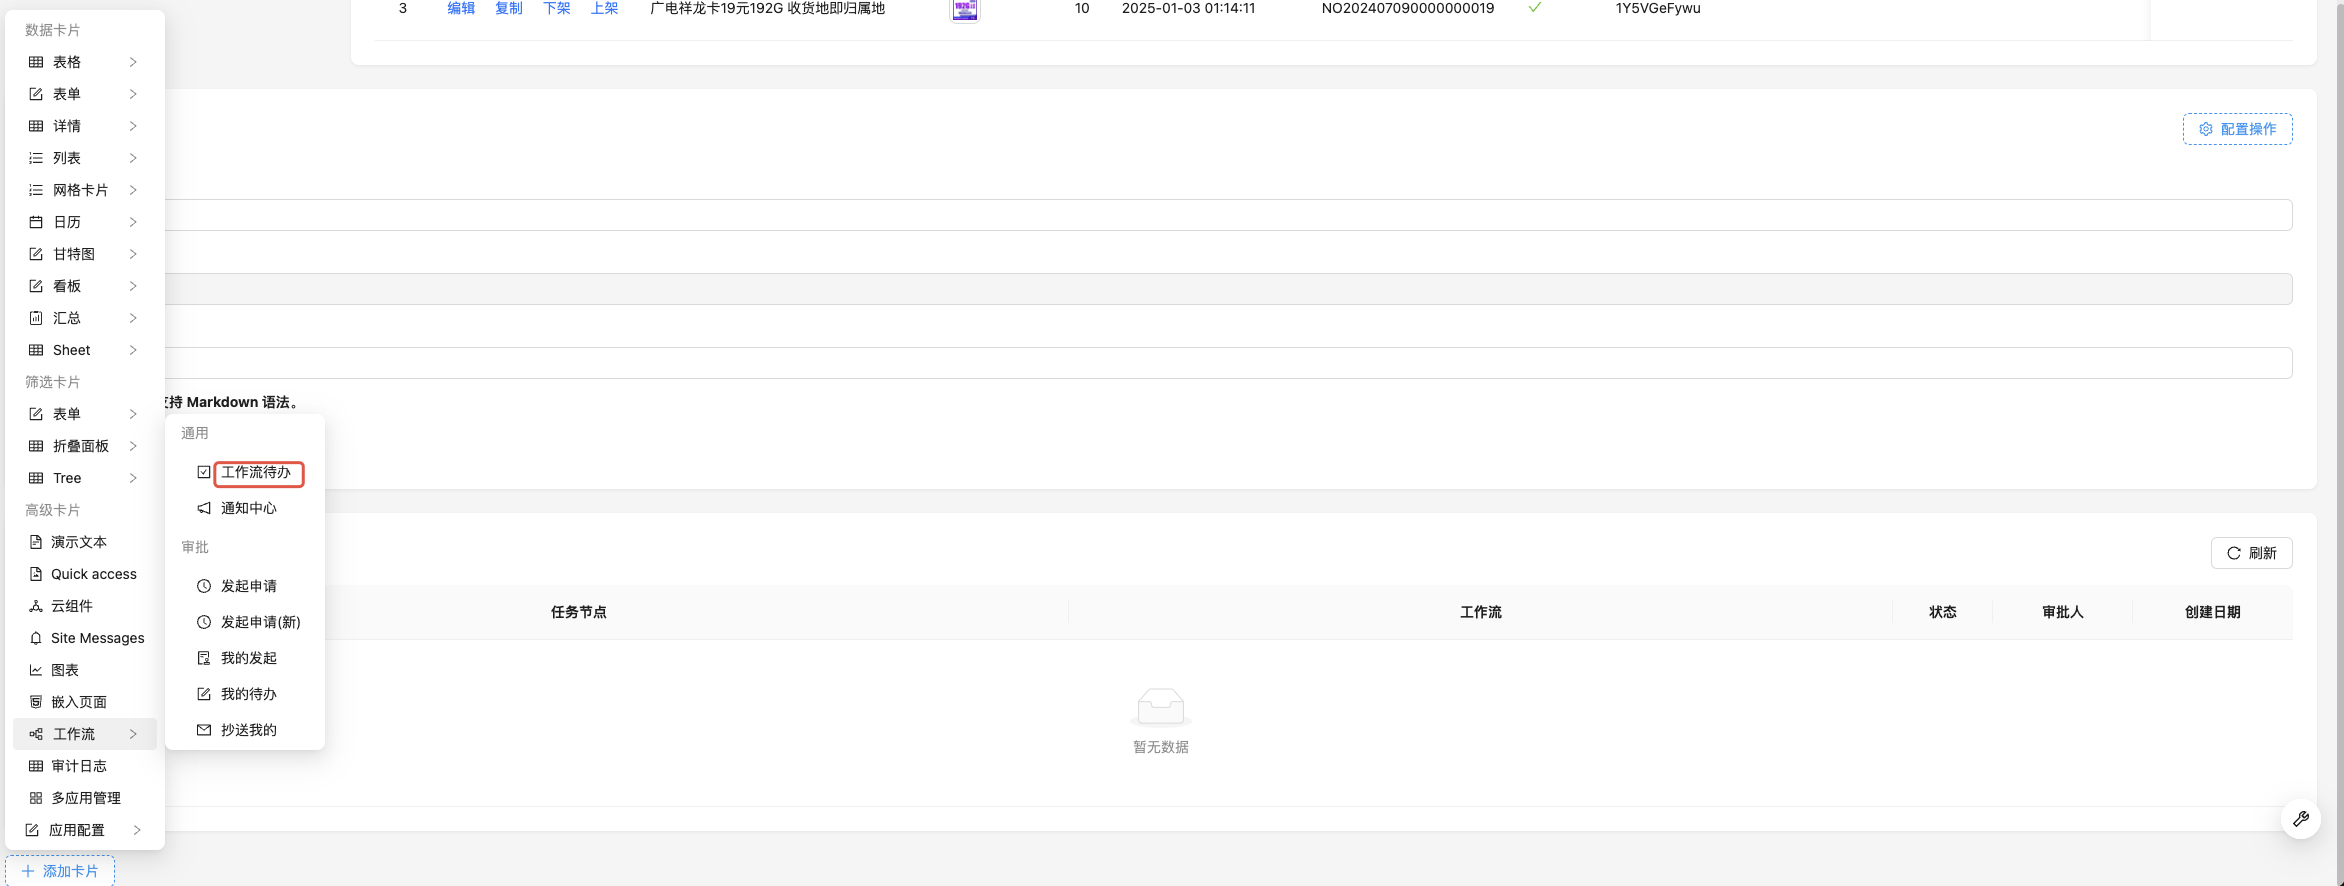 3 编辑 复制 下架 上架 广电祥龙卡19元192G 收货地即归属地 192G 10 2025-01-03 01:14:11 NO202407090000000019 1Y5VGeFywu
数据卡片
表格
表单
详情
列表
网格卡片
日历
甘特图
看板
汇总
Sheet
筛选卡片
表单
折叠面板
Tree
高级卡片
演示文本
Quick access
云组件
Site Messages
图表
嵌入页面
工作流
审计日志
多应用管理
应用配置
添加卡片
配置操作
持 Markdown 语法。
通用
工作流待办
通知中心
审批
发起申请
发起申请(新)
我的发起
我的待办
抄送我的
刷新
任务节点 工作流 状态 审批人 创建日期
暂无数据